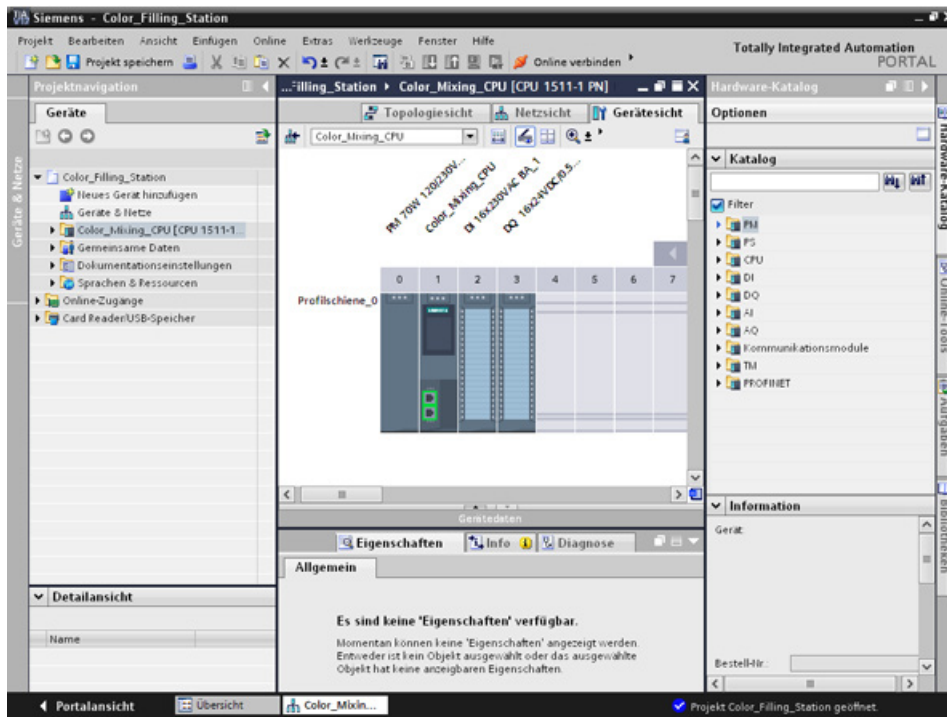 Siemens - Color_Filling_Station
Projekt Bearbeiten Ansicht Einfügen Online Extras Werkzeuge Fenster Hilfe
Totally Integrated Automation
PORTAL
Projekt speichern
Online verbinden
Projektnavigation
...Filling_Station Color_Mixing_CPU [CPU 1511-1 PN]
Hardware-Katalog
Geräte
Topologiesicht Netzsicht Gerätesicht
Optionen
Color_Mixing_CPU
Geräte & Netze
Color_Filling_Station
Neues Gerät hinzufügen
Geräte & Netze
Color_Mixing_CPU [CPU 1511-1...
Gemeinsame Daten
Dokumentationseinstellungen
Sprachen & Ressourcen
Online-Zugänge
Card Reader/USB-Speicher
PM 70W 120/230V...
Color_Mixing_CPU
DI 16x230VAC BA_1
DQ 16x24VDC/0.5...
0 1 2 3 4 5 6 7
Profilschiene_0
Katalog
Filter
PM
PS
CPU
DI
DQ
AI
AQ
Kommunikationsmodule
TM
PROFINET
Hardware-Katalog
Online-Tools
Aufgaben
Bibliotheken
Gerätedaten
Eigenschaften Info Diagnose
Allgemein
Es sind keine 'Eigenschaften' verfügbar.
Momentan können keine 'Eigenschaften' angezeigt werden.
Entweder ist kein Objekt ausgewählt oder das ausgewählte
Objekt hat keine anzeigbaren Eigenschaften.
Information
Gerät:
Bestell-Nr.:
Detailansicht
Name
Portalansicht
Übersicht
Color_Mixin...
Projekt Color_Filling_Station geöffnet.